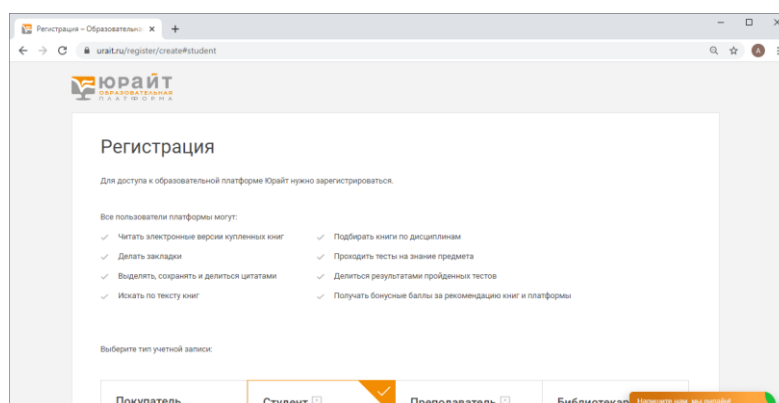 Регистрация – Образовательна
urait.ru/register/create#student
A
юрайт
ОБРАЗОВАТЕЛЬНАЯ
ПЛАТФОРМА
Регистрация
Для доступа к образовательной платформе Юрайт нужно зарегистрироваться.
Все пользователи платформы могут:
Читать электронные версии купленных книг
Подбирать книги по дисциплинам
Делать закладки
Проходить тесты на знание предмета
Выделять, сохранять и делиться цитатами
Делиться результатами пройденных тестов
Искать по тексту книг
Получать бонусные баллы за рекомендацию книг и платформы
Выберите тип учетной записи:
Покупатель
Студент
Преподаватель
Библиотекар
Напишите нам, мы онлайн!